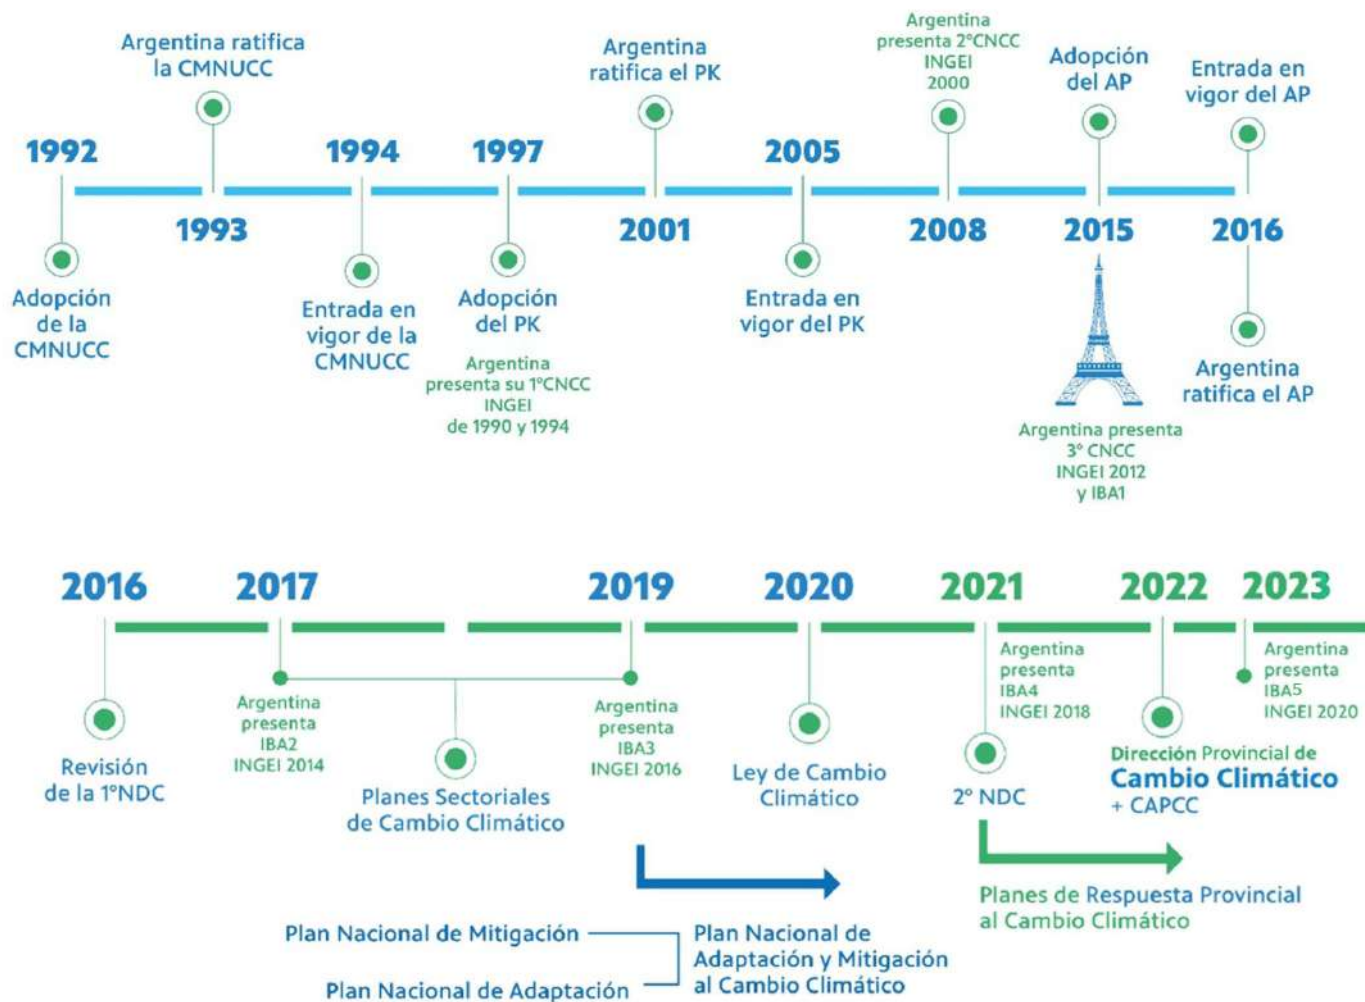 1992
Adopción
de la
CMNUCC
Argentina ratifica
la CMNUCC
1993
1994
Entrada en
vigor de la
CMNUCC
1997
Adopción
del PK
Argentina
presenta su 1°CNCC
INGEI
de 1990 y 1994
Argentina
ratifica el PK
2001
2005
Entrada en
vigor del PK
Argentina
presenta 2°CNCC
INGEI
2000
2008
Adopción
del AP
2015
Argentina presenta
3° CNCC
INGEI 2012
y IBA1
Entrada en
vigor del AP
2016
Argentina
ratifica el AP
2016
Revisión
de la 1°NDC
2017
Argentina
presenta
IBA2
INGEI 2014
Planes Sectoriales
de Cambio Climático
2019
Argentina
presenta
IBA3
INGEI 2016
2020
Ley de Cambio
Climático
2021
Argentina
presenta
IBA4
INGEI 2018
2° NDC
2022
Dirección Provincial de
Cambio Climático
+ CAPCC
2023
Argentina
presenta
IBA5
INGEI 2020
Planes de Respuesta Provincial
al Cambio Climático
Plan Nacional de Mitigación
Plan Nacional de Adaptación
Plan Nacional de
Adaptación y Mitigación
al Cambio Climático